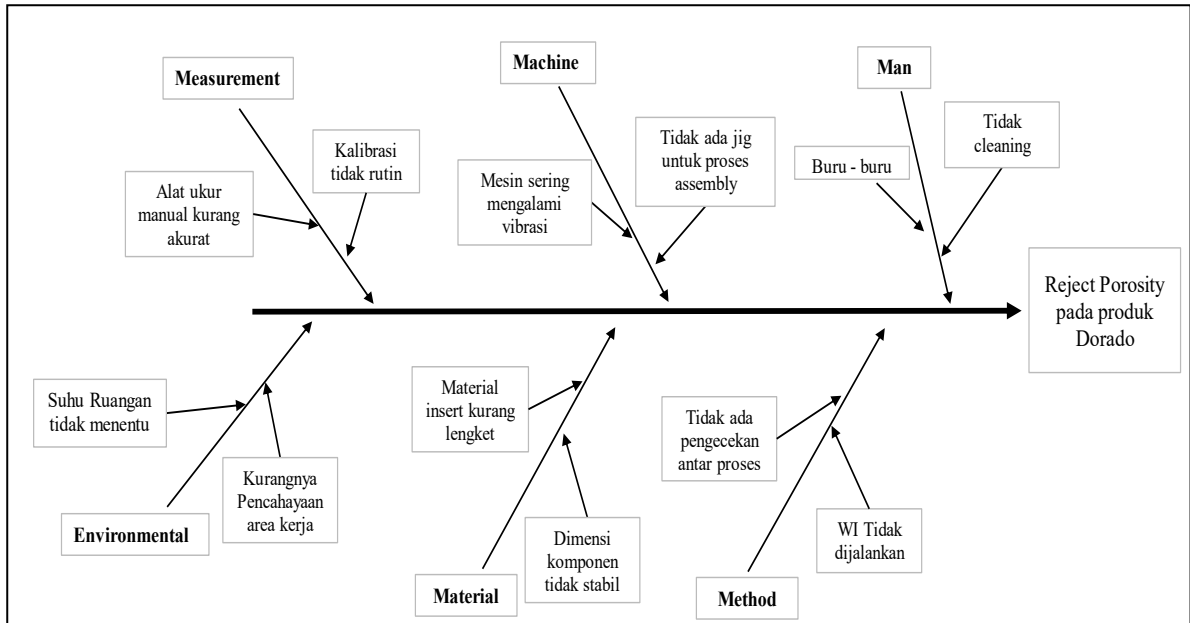 Measurement
Machine
Man
Kalibrasi
tidak rutin
Alat ukur
manual kurang
akurat
Tidak ada jig
untuk proses
assembly
Mesin sering
mengalami
vibrasi
Tidak
cleaning
Buru - buru
Reject Porosity
pada produk
Dorado
Suhu Ruangan
tidak menentu
Kurangnya
Pencahayaan
area kerja
Environmental
Material
insert kurang
lengket
Dimensi
komponen
tidak stabil
Material
Tidak ada
pengecekan
antar proses
WI Tidak
dijalankan
Method